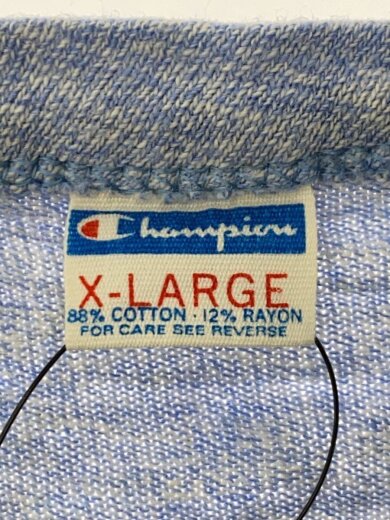 Champion
X-LARGE
88% COTTON · 12% RAYON
FOR CARE SEE REVERSE